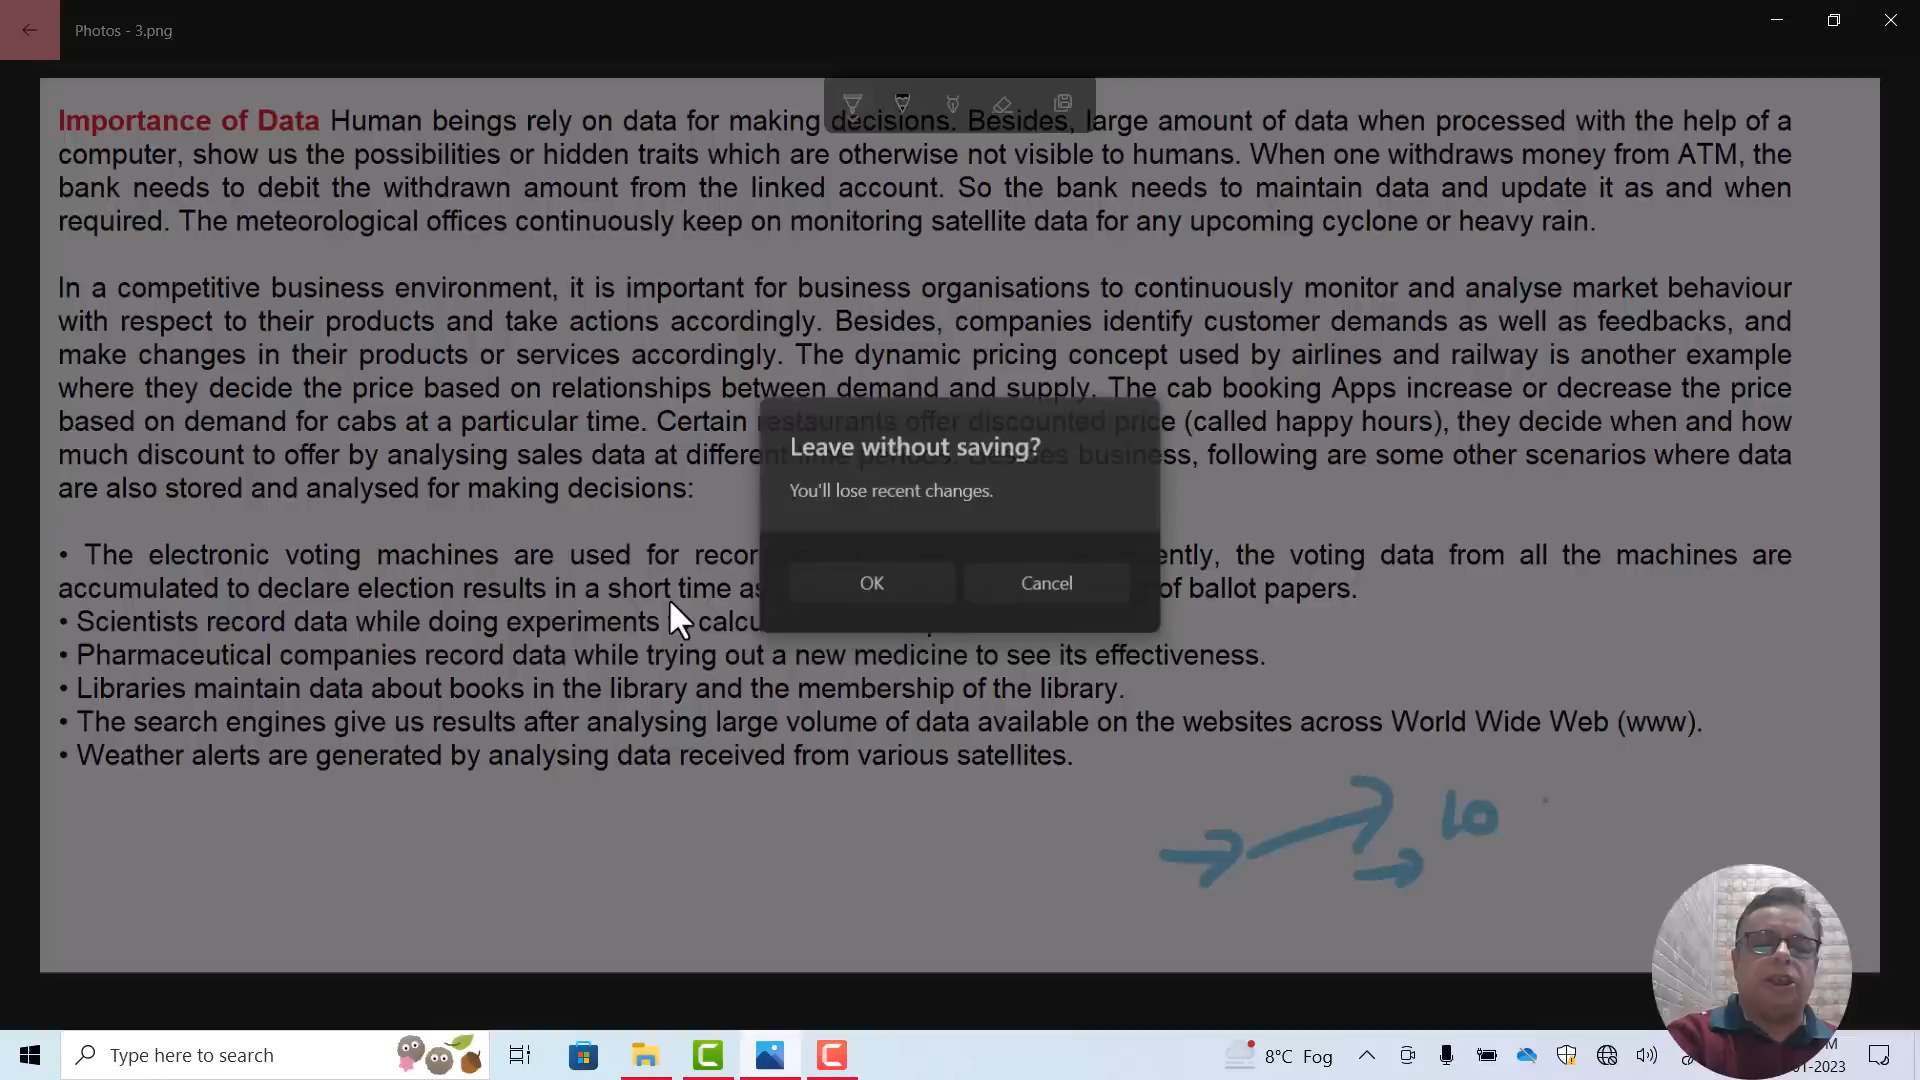 Photos - 3.png
Importance of Data Human beings rely on data for making decisions. Besides, large amount of data when processed with the help of a
computer, show us the possibilities or hidden traits which are otherwise not visible to humans. When one withdraws money from ATM, the
bank needs to debit the withdrawn amount from the linked account. So the bank needs to maintain data and update it as and when
required. The meteorological offices continuously keep on monitoring satellite data for any upcoming cyclone or heavy rain.
In a competitive business environment, it is important for business organisations to continuously monitor and analyse market behaviour
with respect to their products and take actions accordingly. Besides, companies identify customer demands as well as feedbacks, and
make changes in their products or services accordingly. The dynamic pricing concept used by airlines and railway is another example
where they decide the price based on relationships between demand and supply. The cab booking Apps increase or decrease the price
based on demand for cabs at a particular time. Certain restaurants offer discounted price (called happy hours), they decide when and how
much discount to offer by analysing sales data at different time periods. Besides business, following are some other scenarios where data
are also stored and analysed for making decisions:
Leave without saving?
You'll lose recent changes.
OK Cancel
• The electronic voting machines are used for recor ently, the voting data from all the machines are
accumulated to declare election results in a short time as of ballot papers.
• Scientists record data while doing experiments calcu
• Pharmaceutical companies record data while trying out a new medicine to see its effectiveness.
• Libraries maintain data about books in the library and the membership of the library.
• The search engines give us results after analysing large volume of data available on the websites across World Wide Web (www).
• Weather alerts are generated by analysing data received from various satellites.
10
Type here to search
8°C Fog